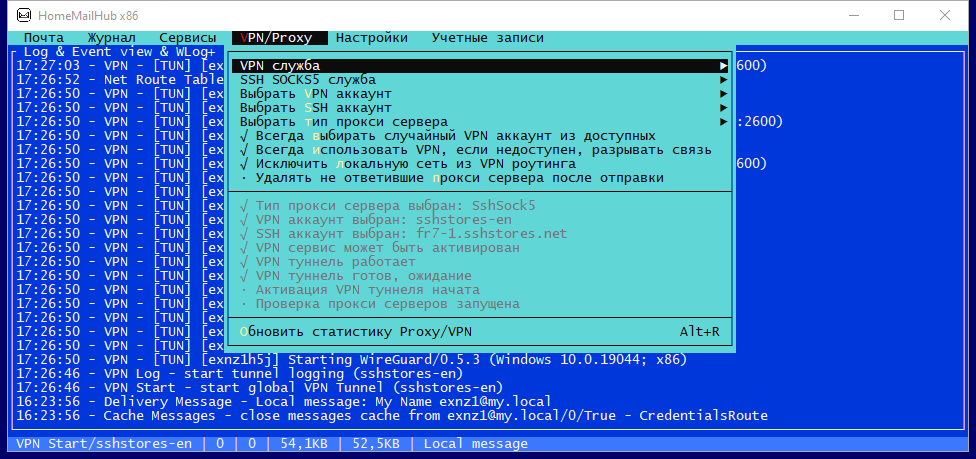 HomeMailHub x86
Почта Журнал Сервисы VPN/Proxy Настройки Учетные записи
Log & Event view & WLog+
17:27:03 - VPN - [TUN] [ex
VPN служба
600)
17:26:52 - Net Route Table
SSH SOCKS5 служба
17:26:50 - VPN - [TUN] [ex
Выбрать VPN аккаунт
17:26:50 - VPN - [TUN] [ex
Выбрать SSH аккаунт
17:26:50 - VPN - [TUN] [ex
Выбрать тип прокси сервера
:2600)
17:26:50 - VPN - [TUN] [ex
√ Всегда выбирать случайный VPN аккаунт из доступных
17:26:50 - VPN - [TUN] [ex
√ Всегда использовать VPN, если недоступен, разрывать связь
17:26:50 - VPN - [TUN] [ex
√ Исключить локальную сеть из VPN роутинга
600)
17:26:50 - VPN - [TUN] [ex
· Удалять не ответившие прокси сервера после отправки
17:26:50 - VPN - [TUN] [ex
17:26:50 - VPN - [TUN] [ex
√ Тип прокси сервера выбран: SshSock5
17:26:50 - VPN - [TUN] [ex
√ VPN аккаунт выбран: sshstores-en
17:26:50 - VPN - [TUN] [ex
√ SSH аккаунт выбран: fr7-1.sshstores.net
17:26:50 - VPN - [TUN] [ex
√ VPN сервис может быть активирован
17:26:50 - VPN - [TUN] [ex
√ VPN туннель работает
17:26:50 - VPN - [TUN] [ex
√ VPN туннель готов, ожидание
17:26:50 - VPN - [TUN] [ex
· Активация VPN туннеля начата
17:26:50 - VPN - [TUN] [ex
· Проверка прокси серверов запущена
17:26:50 - VPN - [TUN] [ex
17:26:50 - VPN - [TUN] [ex
Обновить статистику Proxy/VPN Alt+R
17:26:50 - VPN - [TUN] [ex
17:26:50 - VPN - [TUN] [exnz1h5j] Starting WireGuard/0.5.3 (Windows 10.0.19044; x86)
17:26:46 - VPN Log - start tunnel logging (sshstores-en)
17:26:46 - VPN Start - start global VPN Tunnel (sshstores-en)
16:23:56 - Delivery Message - Local message: My Name exnz1@my.local
16:23:56 - Cache Messages - close messages cache from exnz1@my.local/0/True - CredentialsRoute
VPN Start/sshstores-en | 0 | 0 | 54,1KB | 52,5KB | Local message